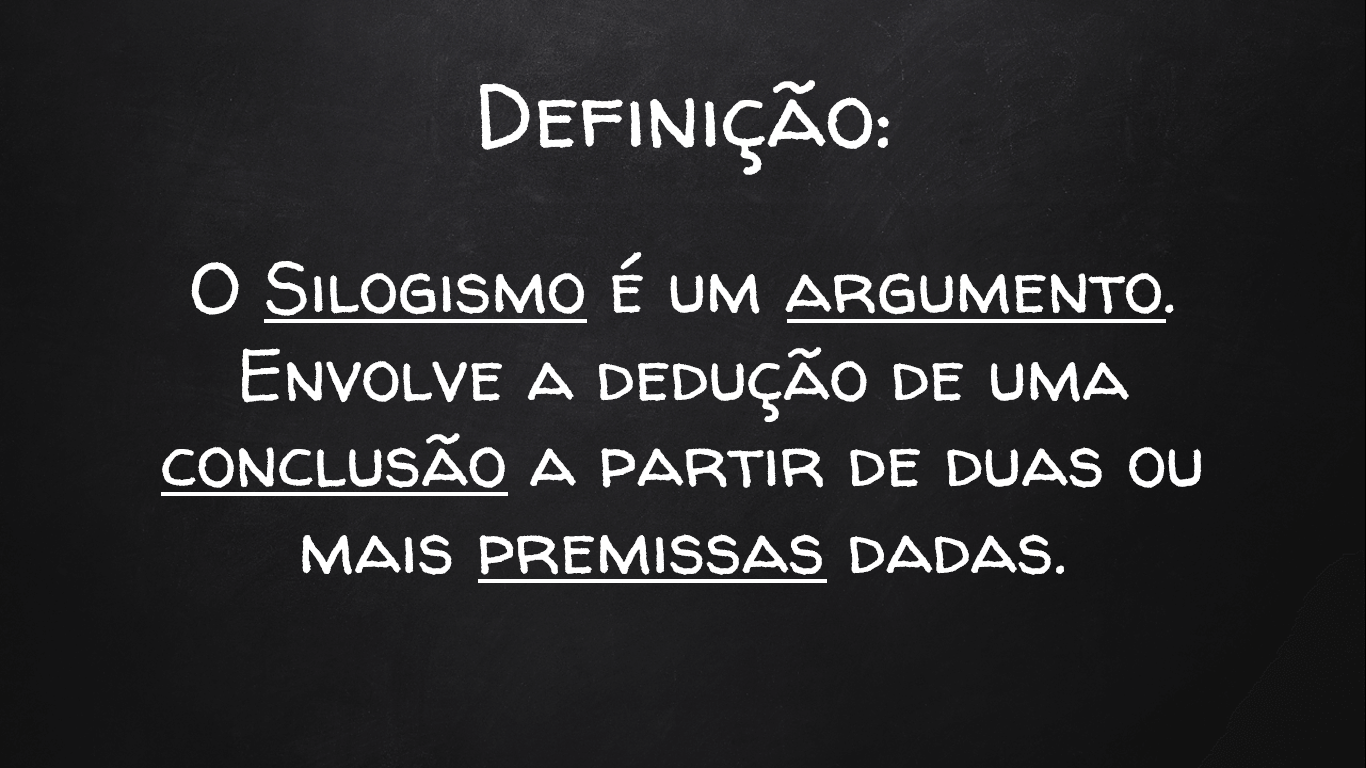 Definição:
O Silogismo é um argumento.
Envolve a dedução de uma
conclusão a partir de duas ou
mais premissas dadas.